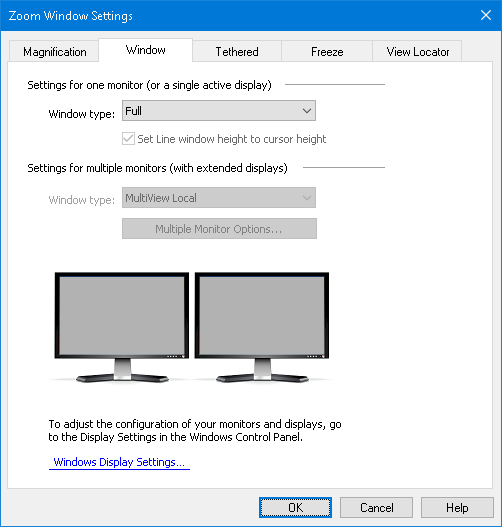 Zoom Window Settings
Magnification
Window
Tethered
Freeze
View Locator
Settings for one monitor (or a single active display)
Window type: Full
Set Line window height to cursor height
Settings for multiple monitors (with extended displays)
Window type: MultiView Local
Multiple Monitor Options...
To adjust the configuration of your monitors and displays, go
to the Display Settings in the Windows Control Panel.
Windows Display Settings...
OK
Cancel
Help